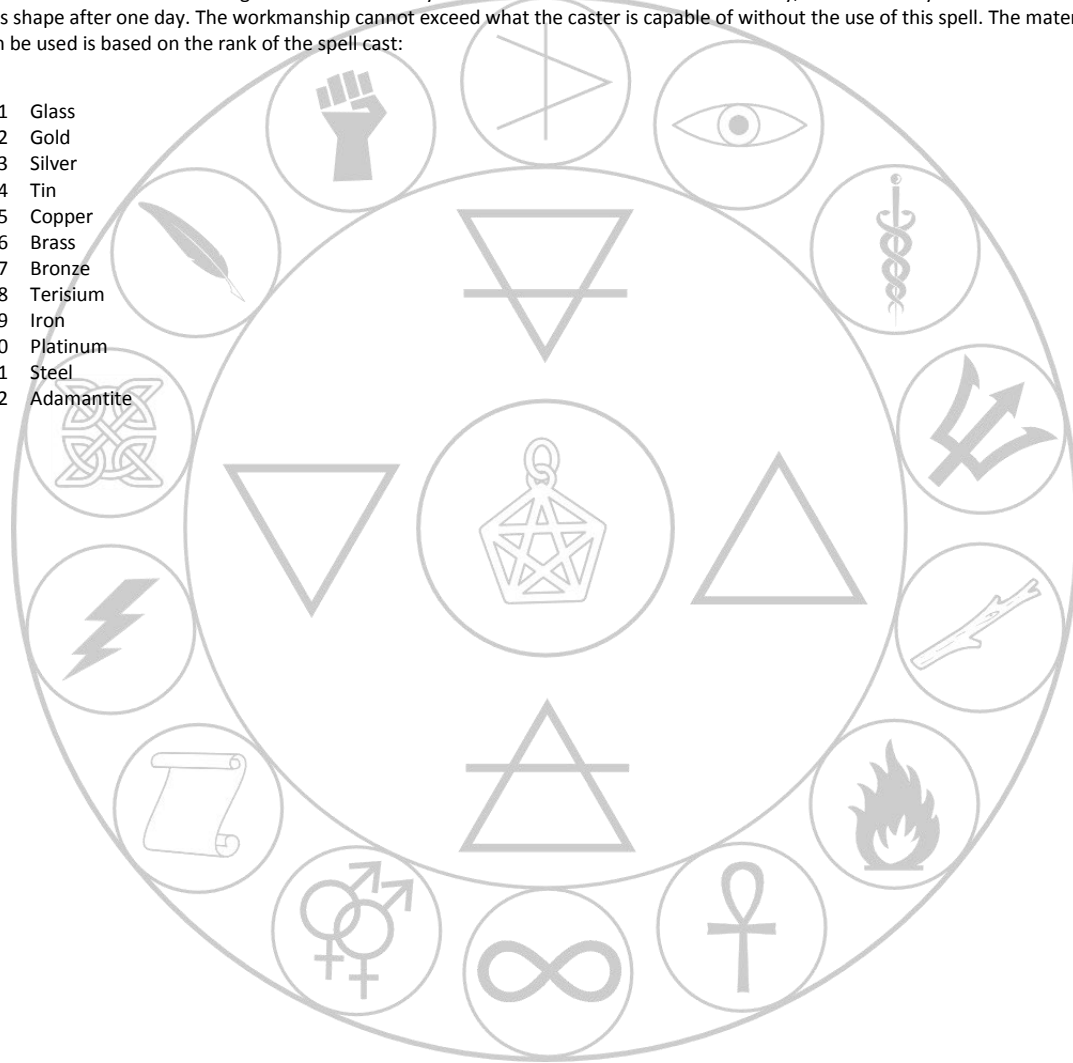 s shape after one day. The workmanship cannot exceed what the caster is capable of without the use of this spell. The mater
n be used is based on the rank of the spell cast:
1 Glass
2 Gold
3 Silver
4 Tin
5 Copper
6 Brass
7 Bronze
8 Terisium
9 Iron
0 Platinum
1 Steel
2 Adamantite